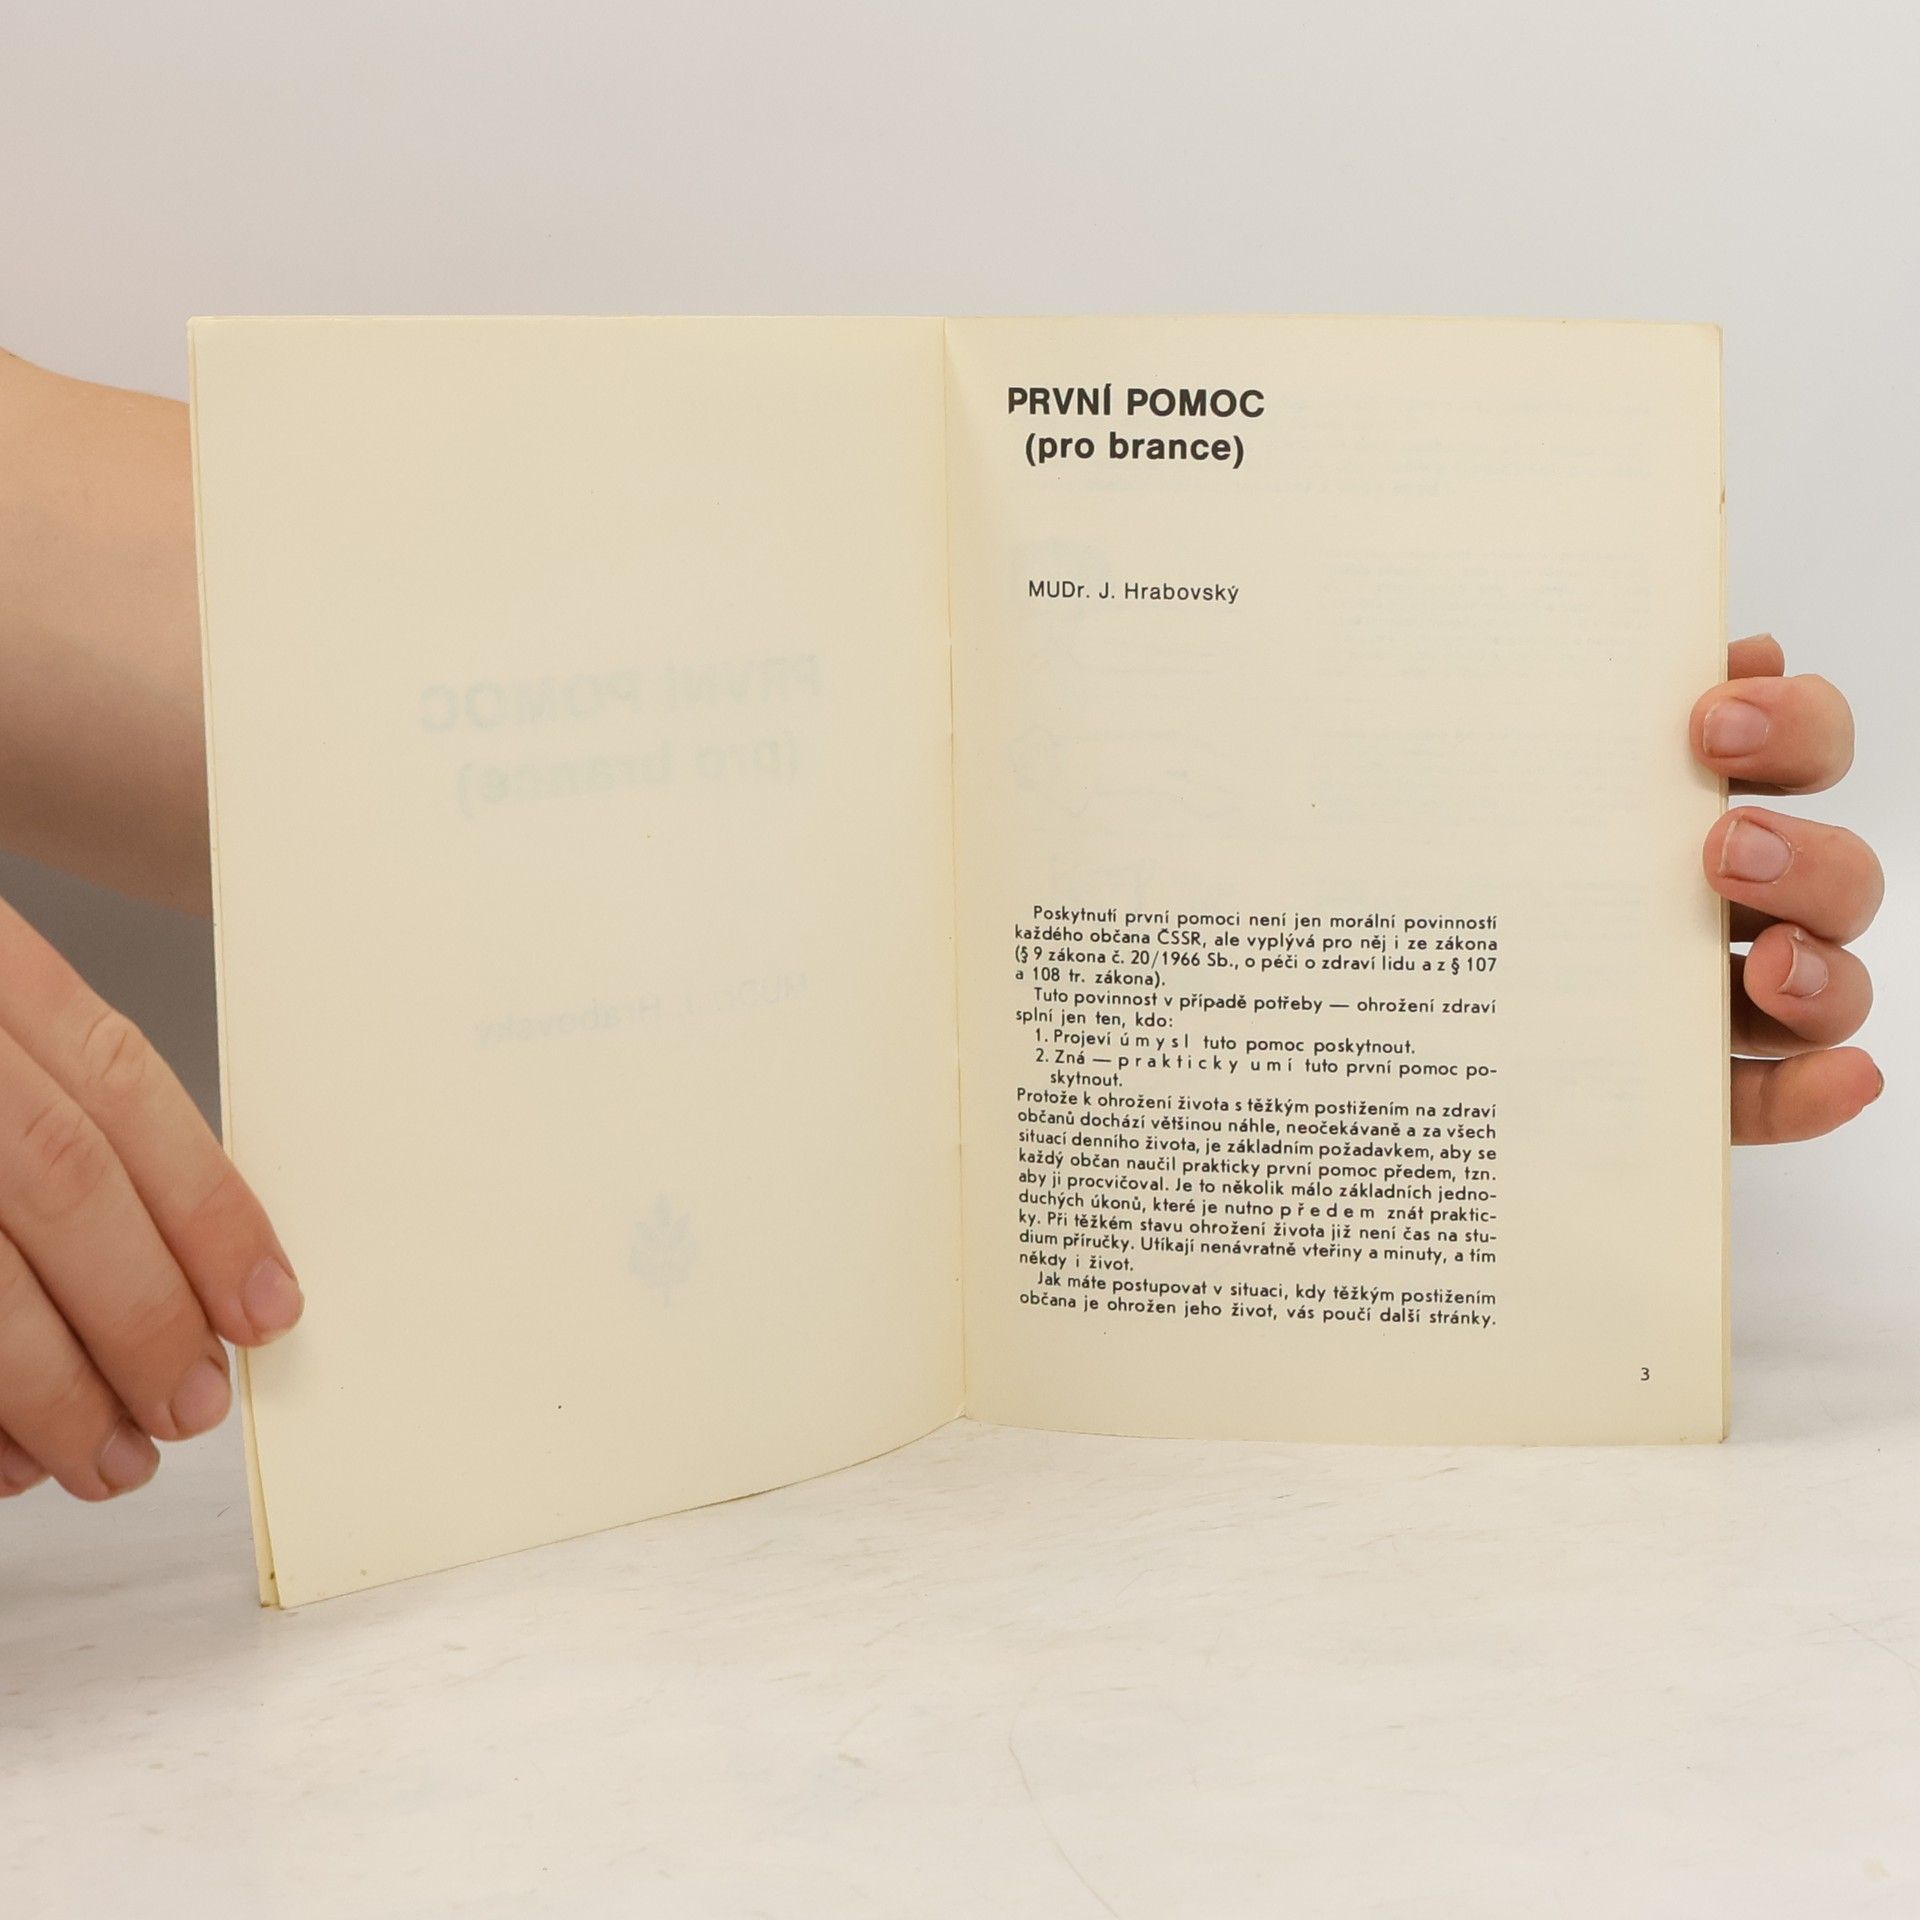 PRVNÍ POMOC
(pro brance)
MUDr. J. Hrabovský
PRVNÍ POMOC
(pro brance)
MUDr. J. Hrabovský
Poskytnutí první pomoci není jen morální povinností
každého občana ČSSR, ale vyplývá pro něj i ze zákona
(§ 9 zákona č. 20/1966 Sb., o péči o zdraví lidu a z § 107
a 108 tr. zákona).
Tuto povinnost v případě potřeby — ohrožení zdraví
splní jen ten, kdo:
1. Projeví ú m y s l tuto pomoc poskytnout.
2. Zná — p r a k t i c k y u m í tuto první pomoc po-
skytnout.
Protože k ohrožení života s těžkým postižením na zdraví
občanů dochází většinou náhle, neočekávaně a za všech
situací denního života, je základním požadavkem, aby se
každý občan naučil prakticky první pomoc předem, tzn.
aby ji procvičoval. Je to několik málo základních jedno-
duchých úkonů, které je nutno p ř e d e m znát praktic-
ky. Při těžkém stavu ohrožení života již není čas na stu-
dium příručky. Utíkají nenávratně vteřiny a minuty, a tím
někdy i život.
Jak máte postupovat v situaci, kdy těžkým postižením
občana je ohrožen jeho život, vás poučí další stránky.
3